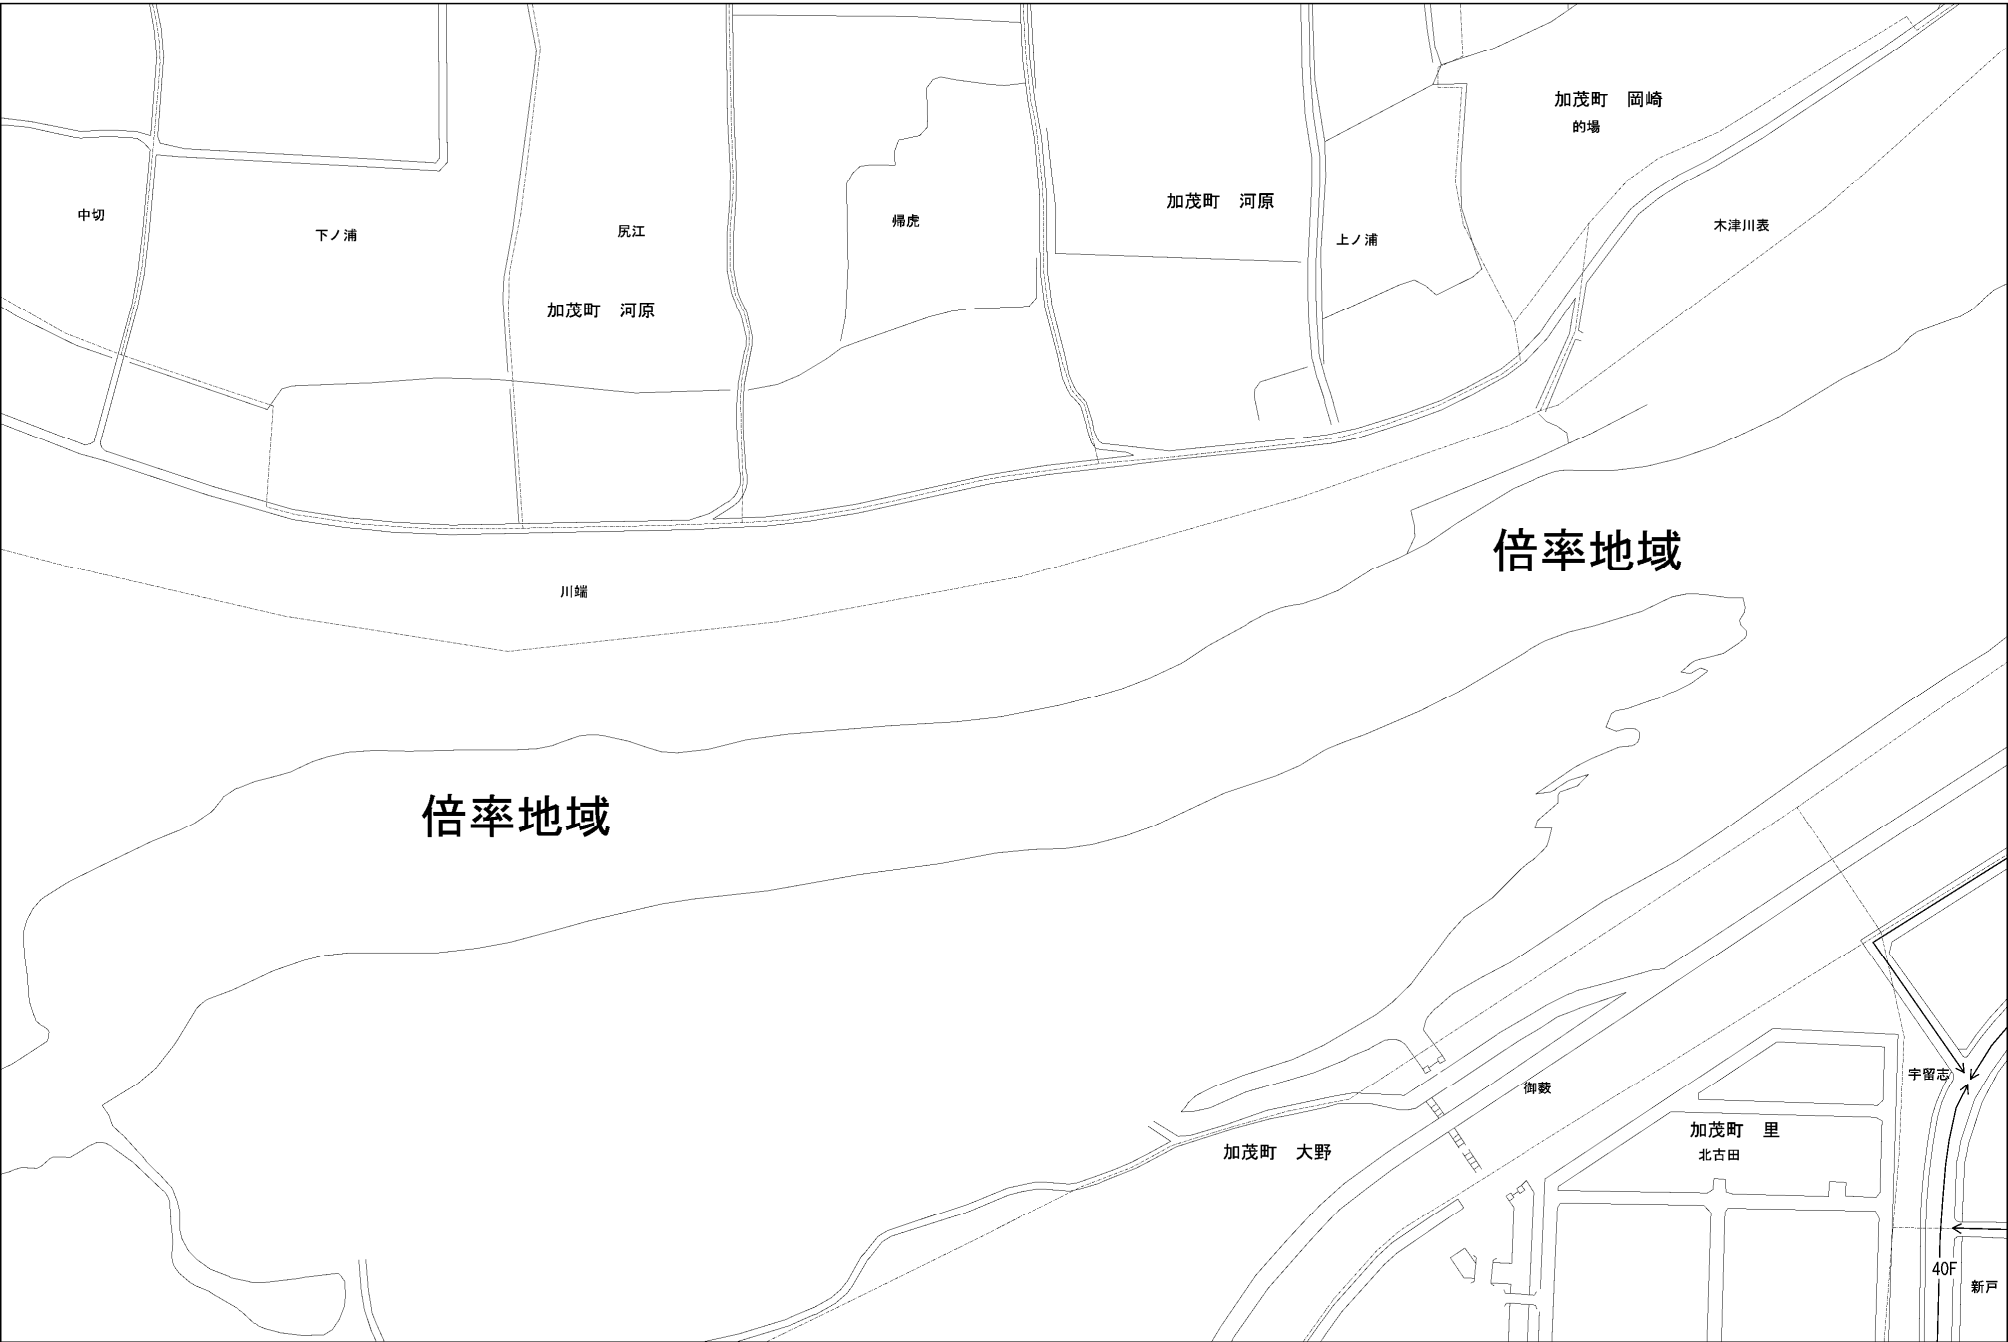 加茂町　岡崎
的場
加茂町　河原
中切
下ノ浦
尻江
帰虎
上ノ浦
木津川表
加茂町　河原
倍率地域
川端
倍率地域
宇留志
御薮
加茂町　里
加茂町　大野
北古田
40F
新戸